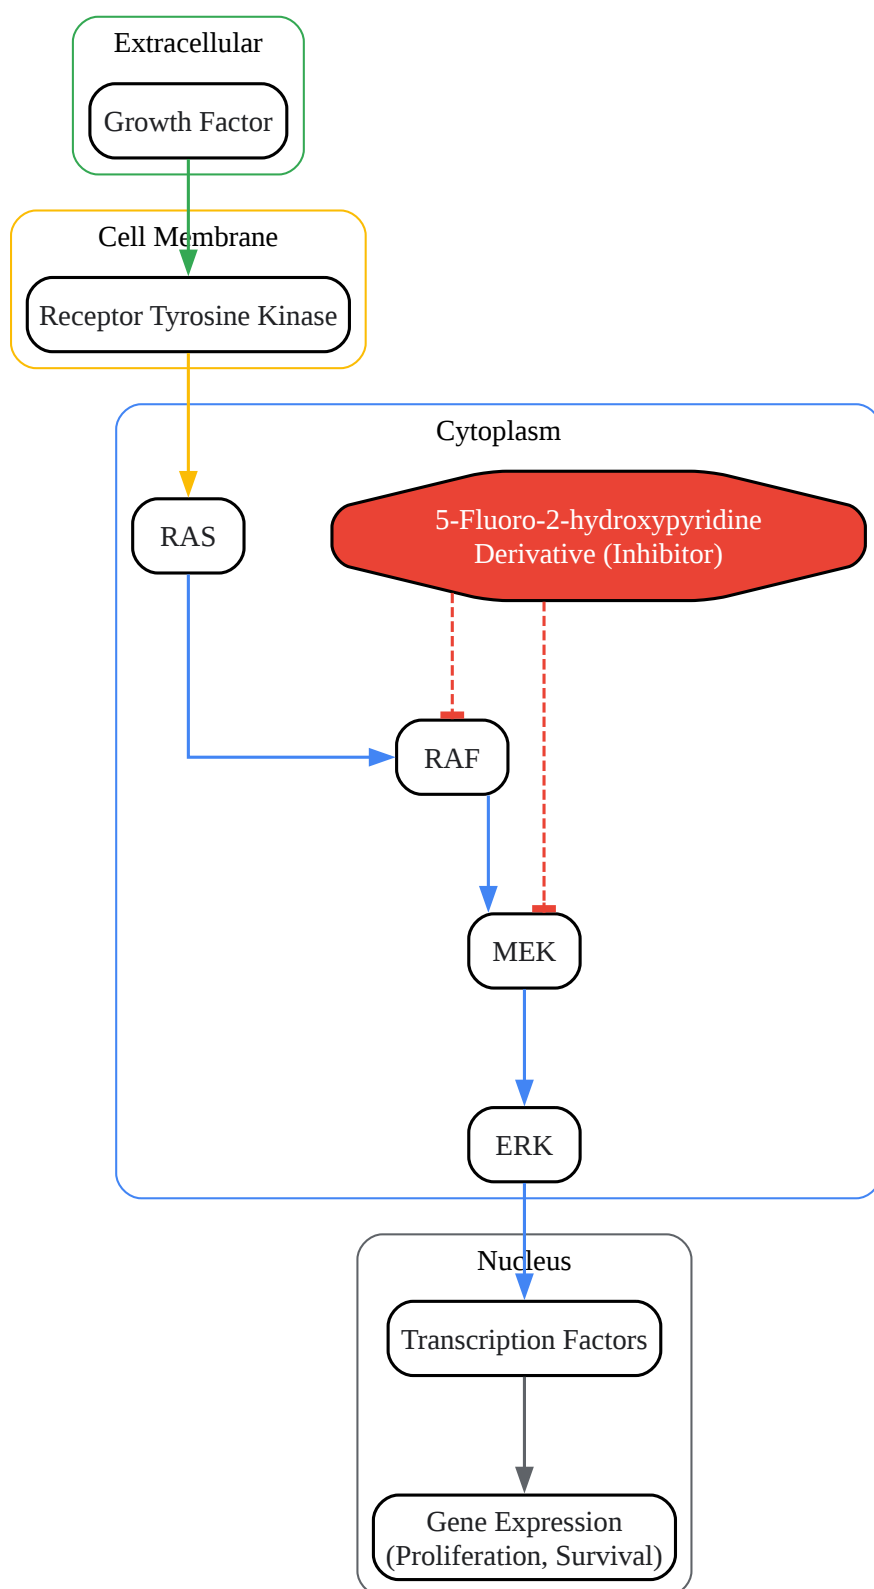 Extracellular
Growth Factor
Cell Membrane
Receptor Tyrosine Kinase
Cytoplasm
RAS
5-Fluoro-2-hydroxypyridine
Derivative (Inhibitor)
RAF
MEK
ERK
Nucleus
Transcription Factors
Gene Expression
(Proliferation, Survival)